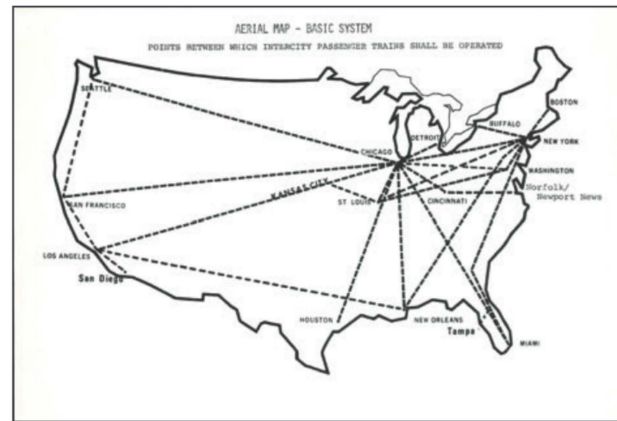 AERIAL MAP - BASIC SYSTEM
POINTS BETWEEN WHICH INTERCITY PASSENGER TRAINS SHALL BE OPERATED
SEATTLE
BOSTON
BUFFALO
DETROIT
NEW YORK
CHICAGO
WASHINGTON
KANSAS CITY
Norfolk/
Newport News
SAN FRANCISCO
ST LOUIS
CINCINNATI
LOS ANGELES
San Diego
HOUSTON
NEW ORLEANS
Tampa
MIAMI